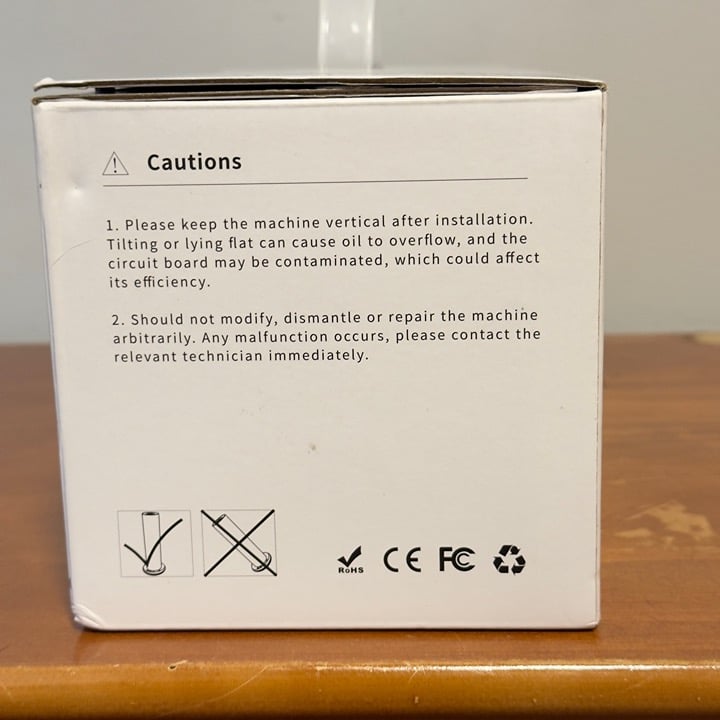 Cautions
1. Please keep the machine vertical after installation.
Tilting or lying flat can cause oil to overflow, and the
circuit board may be contaminated, which could affect
its efficiency.
2. Should not modify, dismantle or repair the machine
arbitrarily. Any malfunction occurs, please contact the
relevant technician immediately.
RoHS CE FC